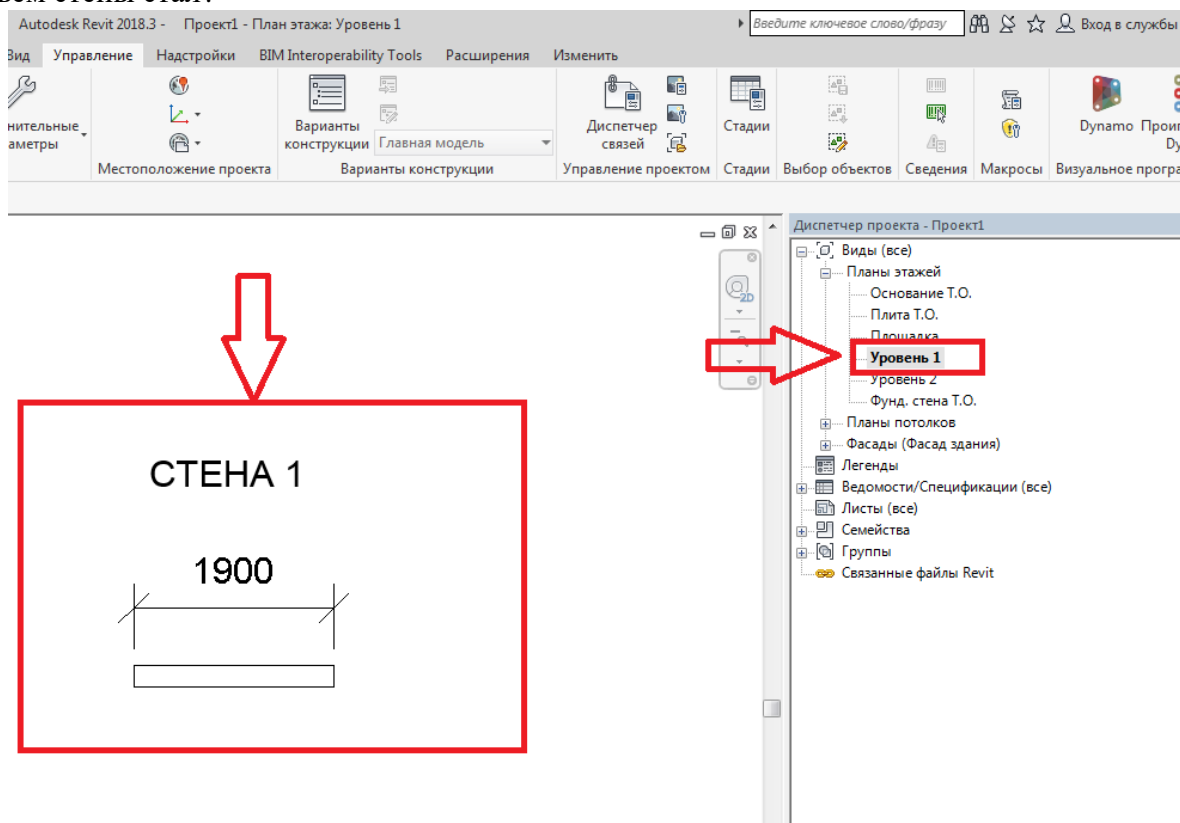 Autodesk Revit 2018.3 - Проект1 - План этажа: Уровень 1
Введите ключевое слово/фразу
Вход в службы
Вид Управление Надстройки BIM Interoperability Tools Расширения Изменить
Варианты конструкции
Главная модель
Диспетчер связей
Стадии
Dynamo
Местоположение проекта
Варианты конструкции
Управление проектом
Стадии
Выбор объектов
Сведения
Макросы
Диспетчер проекта - Проект1
Виды (все)
Планы этажей
Основание Т.О.
Плита Т.О.
Площадка
Уровень 1
Уровень 2
Фунд. стена Т.О.
Планы потолков
Фасады (Фасад здания)
Легенды
Ведомости/Спецификации (все)
Листы (все)
Семейства
Группы
Связанные файлы Revit
2D
СТЕНА 1
1900